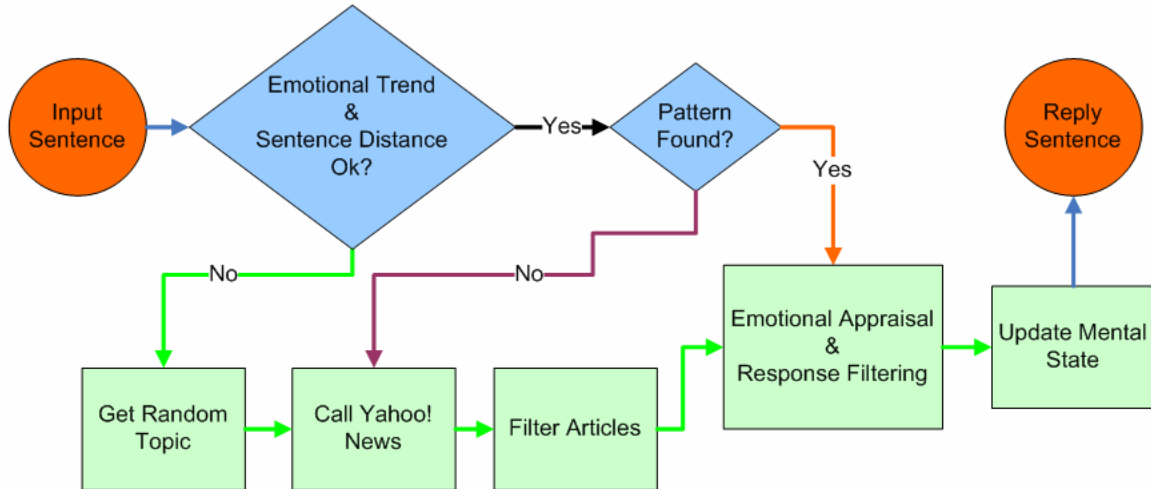 Input
Sentence
Emotional Trend
&
Sentence Distance
Ok?
Yes
Pattern
Found?
Yes
Reply
Sentence
No
No
Get Random
Topic
Call Yahoo!
News
Filter Articles
Emotional Appraisal
&
Response Filtering
Update Mental
State